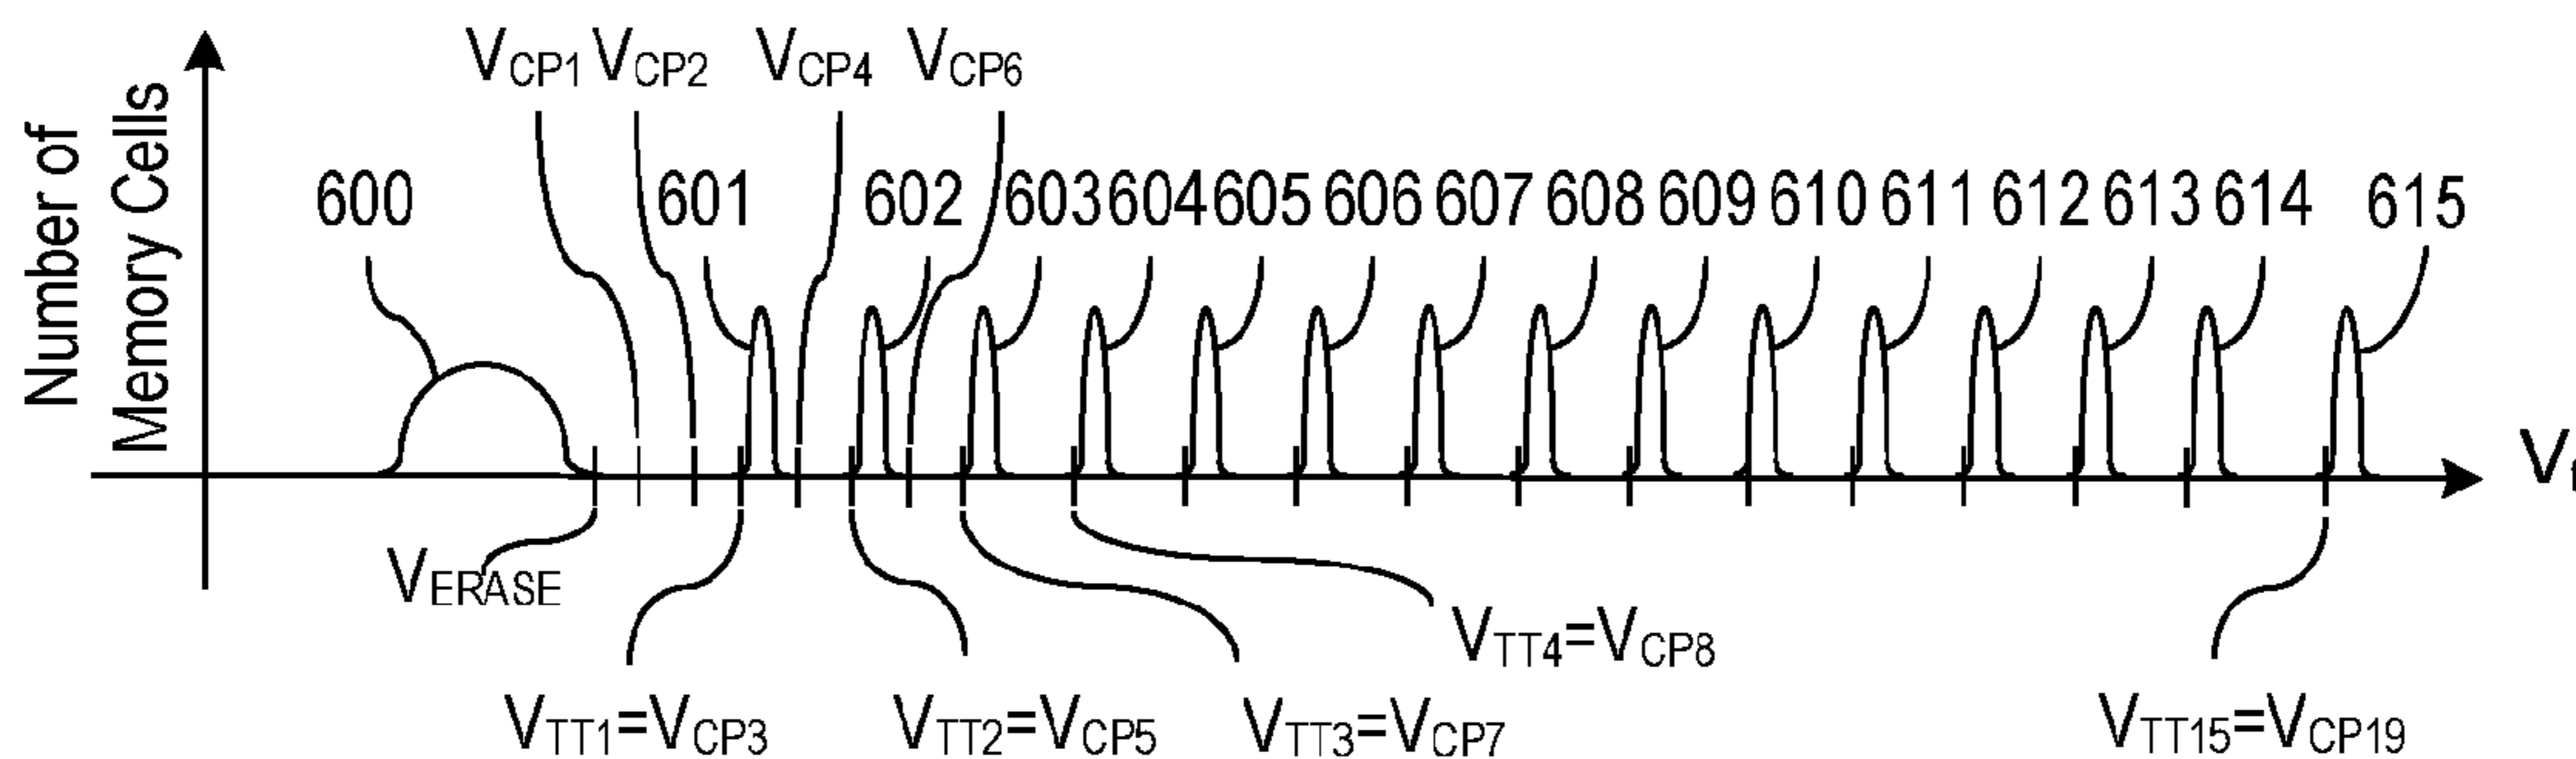 Number of
Memory Cells
VCP1 VCP2 VCP4 VCP6
600 601 602 603 604 605 606 607 608 609 610 611 612 613 614 615
VERASE
VTT4=VCP8
VTT1=VCP3 VTT2=VCP5 VTT3=VCP7 VTT15=VCP19